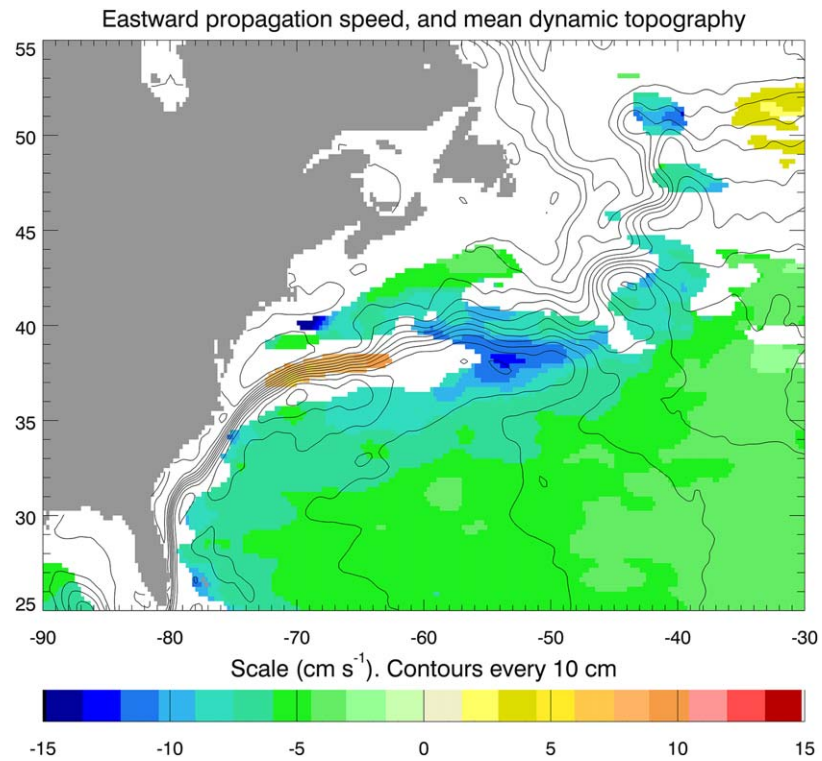 Eastward propagation speed, and mean dynamic topography
55
50
45
40
35
30
25
-90 -80 -70 -60 -50 -40 -30
Scale (cm s⁻¹). Contours every 10 cm
-15 -10 -5 0 5 10 15